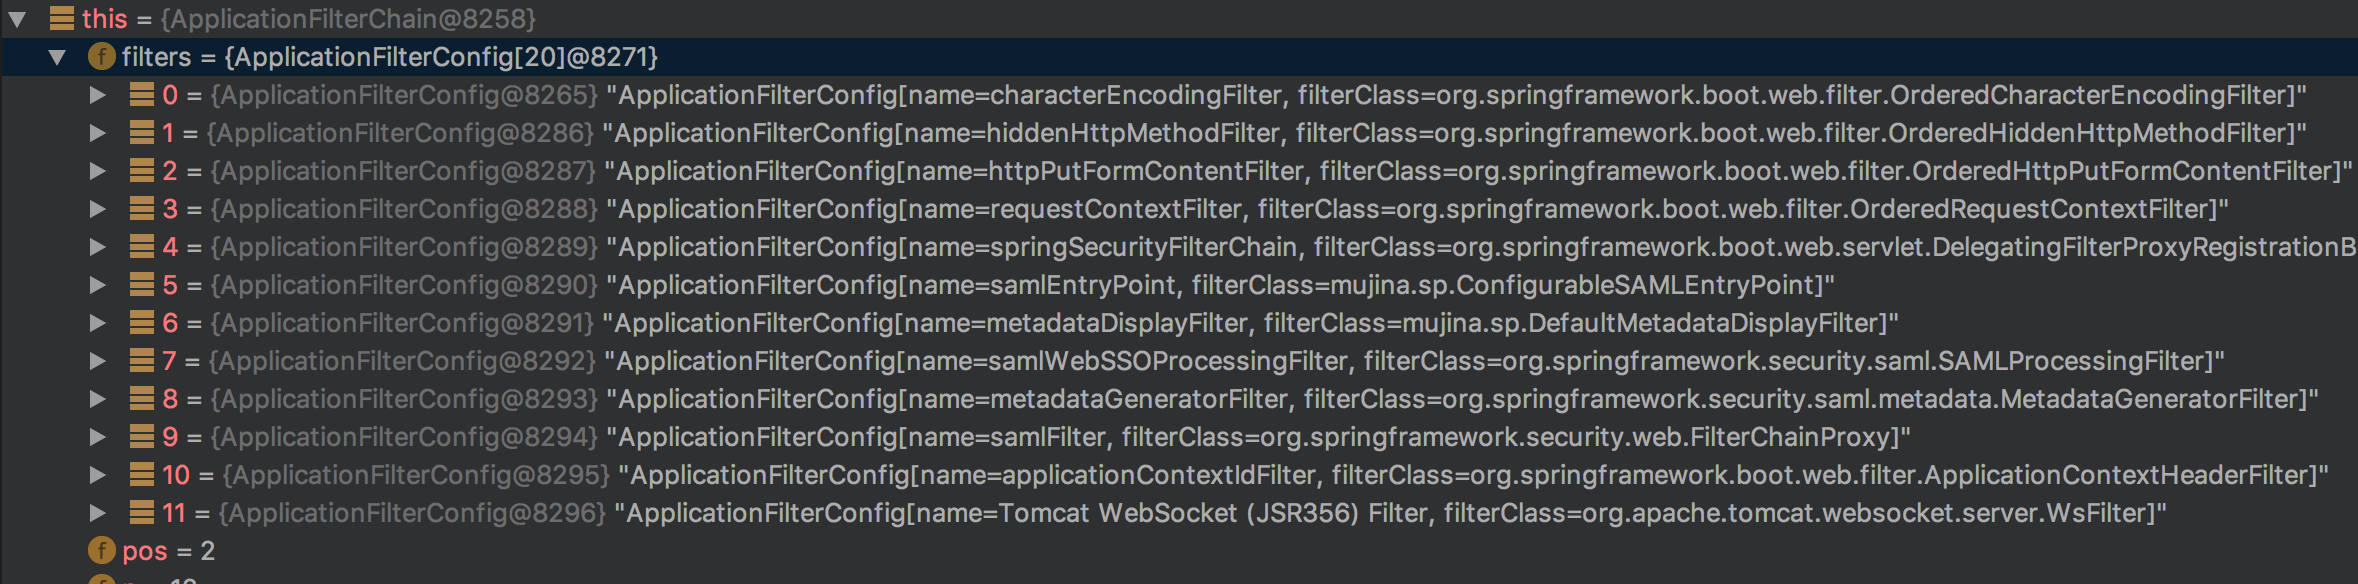 this = {ApplicationFilterChain@8258}
f filters = {ApplicationFilterConfig[20]@8271}
0 = {ApplicationFilterConfig@8265} "ApplicationFilterConfig[name=characterEncodingFilter, filterClass=org.springframework.boot.web.filter.OrderedCharacterEncodingFilter]"
1 = {ApplicationFilterConfig@8286} "ApplicationFilterConfig[name=hiddenHttpMethodFilter, filterClass=org.springframework.boot.web.filter.OrderedHiddenHttpMethodFilter]"
2 = {ApplicationFilterConfig@8287} "ApplicationFilterConfig[name=httpPutFormContentFilter, filterClass=org.springframework.boot.web.filter.OrderedHttpPutFormContentFilter]"
3 = {ApplicationFilterConfig@8288} "ApplicationFilterConfig[name=requestContextFilter, filterClass=org.springframework.boot.web.filter.OrderedRequestContextFilter]"
4 = {ApplicationFilterConfig@8289} "ApplicationFilterConfig[name=springSecurityFilterChain, filterClass=org.springframework.boot.web.servlet.DelegatingFilterProxyRegistrationB
5 = {ApplicationFilterConfig@8290} "ApplicationFilterConfig[name=samlEntryPoint, filterClass=mujina.sp.ConfigurableSAMLEntryPoint]"
6 = {ApplicationFilterConfig@8291} "ApplicationFilterConfig[name=metadataDisplayFilter, filterClass=mujina.sp.DefaultMetadataDisplayFilter]"
7 = {ApplicationFilterConfig@8292} "ApplicationFilterConfig[name=samlWebSSOProcessingFilter, filterClass=org.springframework.security.saml.SAMLProcessingFilter]"
8 = {ApplicationFilterConfig@8293} "ApplicationFilterConfig[name=metadataGeneratorFilter, filterClass=org.springframework.security.saml.metadata.MetadataGeneratorFilter]"
9 = {ApplicationFilterConfig@8294} "ApplicationFilterConfig[name=samlFilter, filterClass=org.springframework.security.web.FilterChainProxy]"
10 = {ApplicationFilterConfig@8295} "ApplicationFilterConfig[name=applicationContextIdFilter, filterClass=org.springframework.boot.web.filter.ApplicationContextHeaderFilter]"
11 = {ApplicationFilterConfig@8296} "ApplicationFilterConfig[name=Tomcat WebSocket (JSR356) Filter, filterClass=org.apache.tomcat.websocket.server.WsFilter]"
f pos = 2